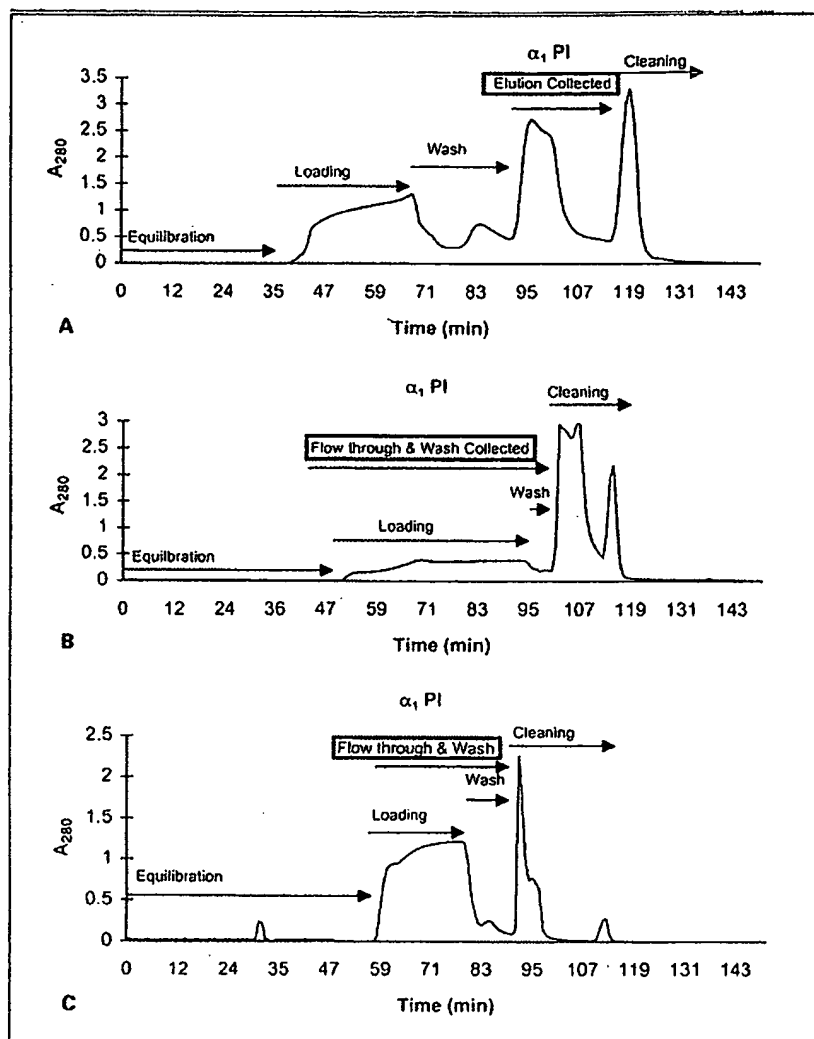 α₁ PI
Cleaning
Elution Collected
Wash
Loading
Equilibration
A₂₈₀
3.5
3
2.5
2
1.5
1
0.5
0
0 12 24 35 47 59 71 83 95 107 119 131 143
A
Time (min)
α₁ PI
Cleaning
Flow through & Wash Collected
Wash
Loading
Equilibration
A₂₈₀
3
2.5
2
1.5
1
0.5
0
0 12 24 35 47 59 71 83 95 107 119 131 143
B
Time (min)
α₁ PI
Cleaning
Flow through & Wash
Wash
Loading
Equilibration
A₂₈₀
2.5
2
1.5
1
0.5
0
0 12 24 35 47 59 71 83 95 107 119 131 143
C
Time (min)